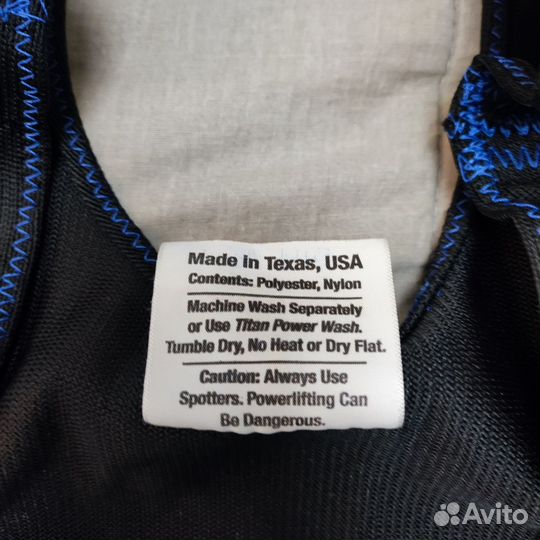 Made in Texas, USA
Contents: Polyester, Nylon
Machine Wash Separately
or Use Titan Power Wash.
Tumble Dry, No Heat or Dry Flat.
Caution: Always Use
Spotters. Powerlifting Can
Be Dangerous.
Avito